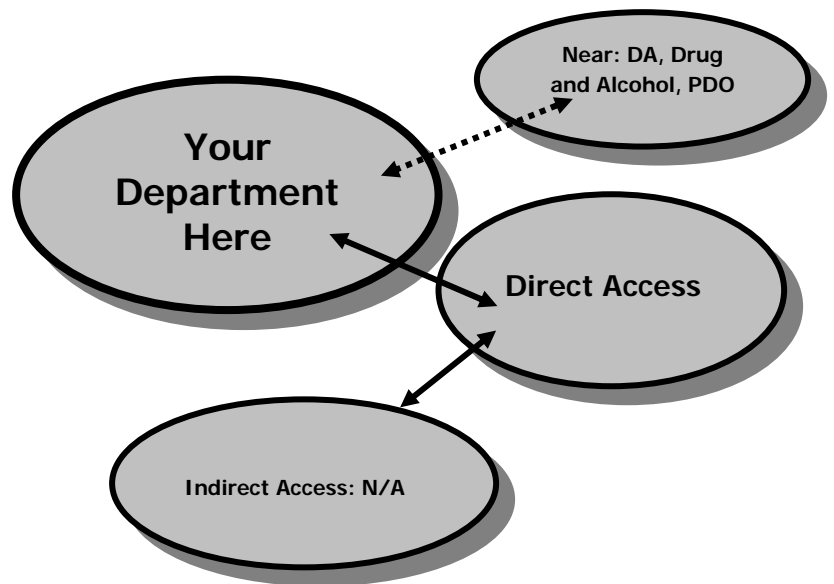 Near: DA, Drug
and Alcohol, PDO
Your
Department
Here
Direct Access
Indirect Access: N/A